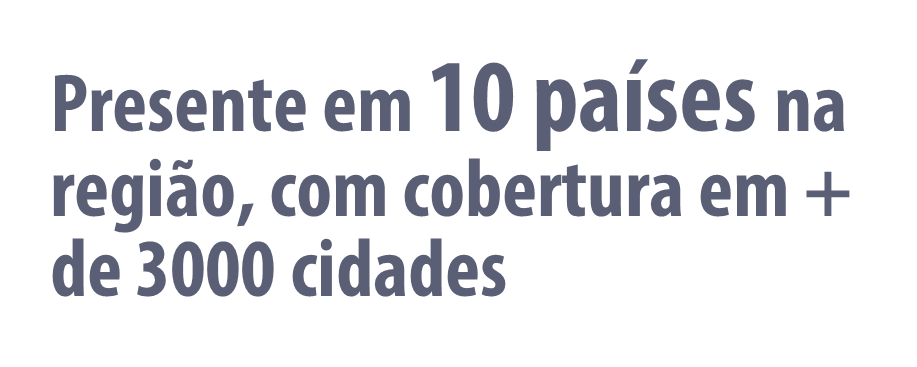 Presente em 10 países na
região, com cobertura em +
de 3000 cidades